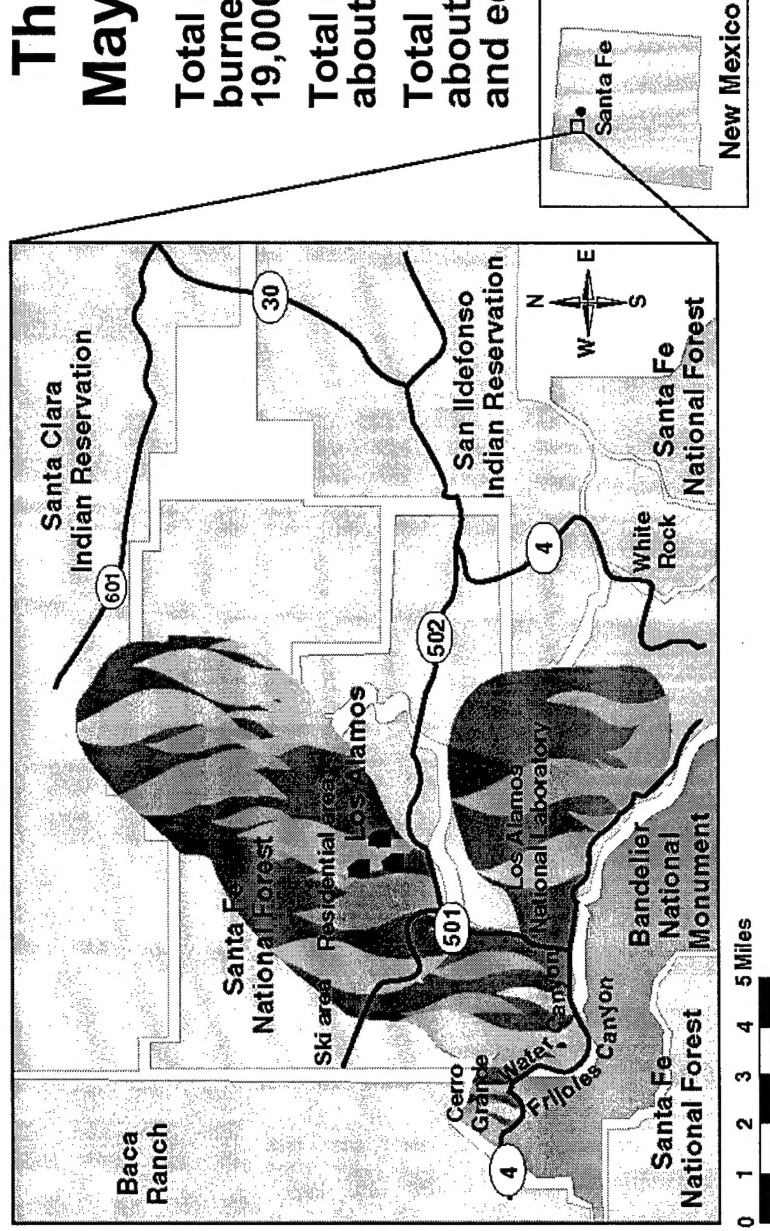 Th
May
Total
burne
19,000
Total
about
Total
about
and e
Baca
Ranch
Santa Clara
Indian Reservation
601
30
Santa Fe
National Forest
Ski area
Residential area
Los Alamos
502
501
San Ildefonso
Indian Reservation
N
W
E
S
4
White
Rock
Santa Fe
National Forest
Los Alamos
National Laboratory
Cerro
Grande
Water
Canyon
Frijoles Canyon
4
Bandelier
National
Monument
Santa Fe
National Forest
0 1 2 3 4 5 Miles
Santa Fe
New Mexico